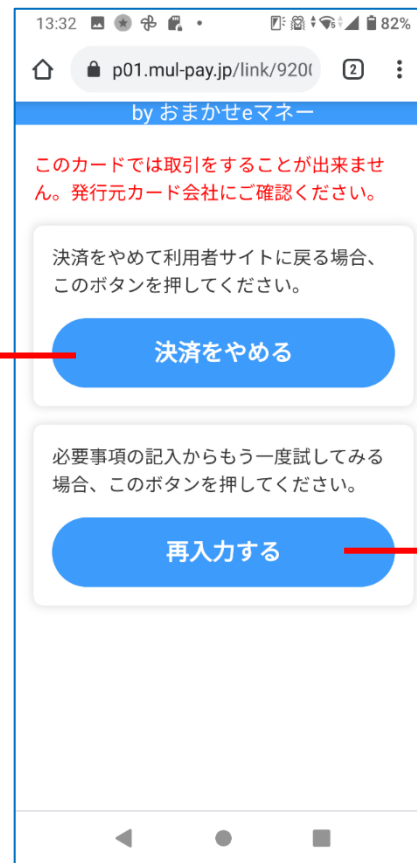 13:32 82%
p01.mul-pay.jp/link/920 2
by おまかせeマネー
このカードでは取引をすることが出来ませ
ん。発行元カード会社にご確認ください。
決済をやめて利用者サイトに戻る場合、
このボタンを押してください。
決済をやめる
必要事項の記入からもう一度試してみる
場合、このボタンを押してください。
再入力する